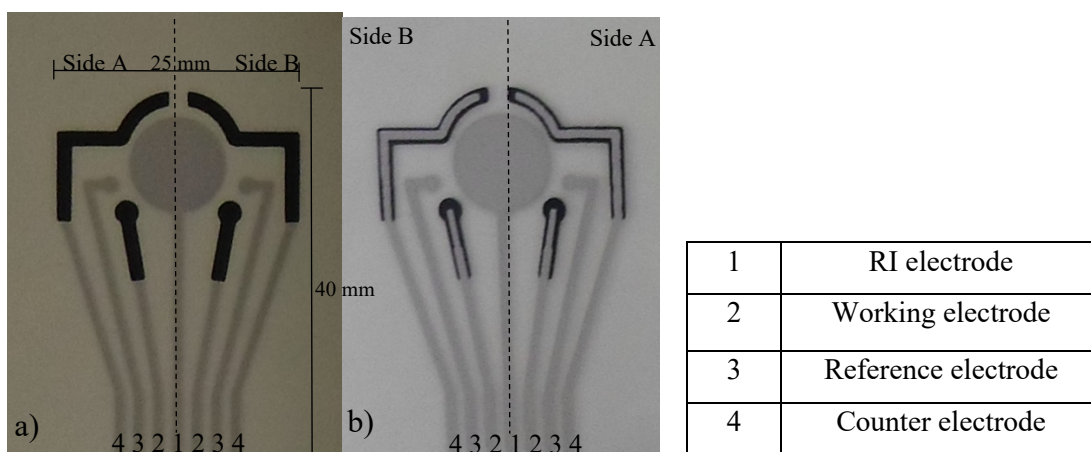 Side A 25 mm Side B
40 mm
a)
4 3 2 1 2 3 4
Side B Side A
b)
4 3 2 1 2 3 4
1 RI electrode
2 Working electrode
3 Reference electrode
4 Counter electrode